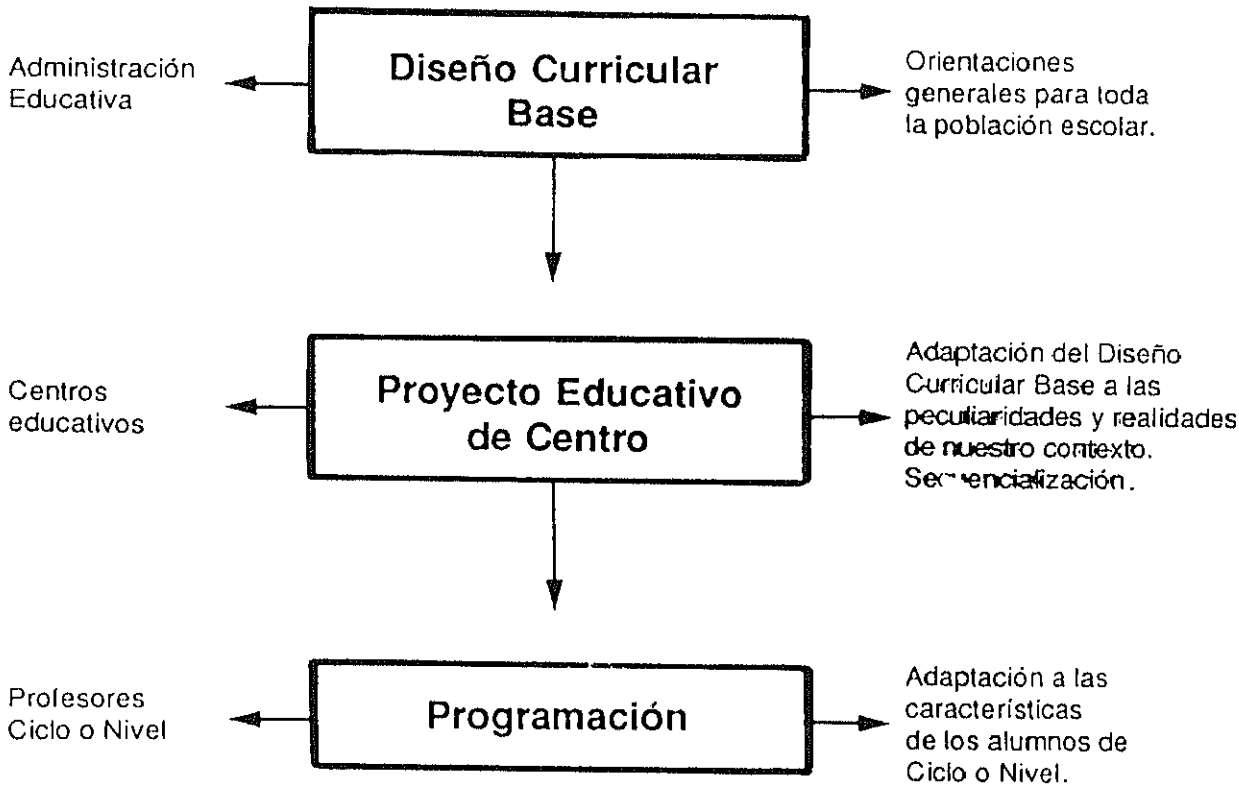 Administración
Educativa
Diseño Curricular
Base
Orientaciones
generales para toda
la población escolar.
Centros
educativos
Proyecto Educativo
de Centro
Adaptación del Diseño
Curricular Base a las
peculiaridades y realidades
de nuestro contexto.
Profesores
Ciclo o Nivel
Programación
Adaptación a las
características
de los alumnos de
Ciclo o Nivel.